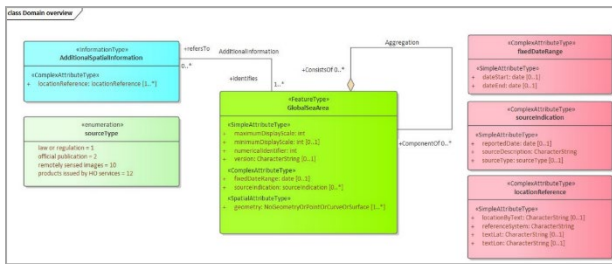 class Domain overview
«InformationType»
AdditionalSpatialInformation
«ComplexAttributeType»
+ locationReference: locationReference [1..*]
+refersTo
0..*
AdditionalInformation
+identifies
1..*
Aggregation
+ConsistsOf 0..*
+ComponentOf 0..*
«enumeration»
sourceType
law or regulation = 1
official publication = 2
remotely sensed images = 10
products issued by HO services = 12
«FeatureType»
GlobalSeaArea
«SimpleAttributeType»
+ maximumDisplayScale: int
+ minimumDisplayScale: int [0..1]
+ numericalIdentifier: int
+ version: CharacterString [0..1]
«ComplexAttributeType»
+ fixedDateRange: date [0..1]
+ sourceIndication: sourceIndication [0..*]
«SpatialAttributeType»
+ geometry: NoGeometryOrPointOrCurveOrSurface [1..*]
«ComplexAttributeType»
fixedDateRange
«SimpleAttributeType»
+ dateStart: date [0..1]
+ dateEnd: date [0..1]
«ComplexAttributeType»
sourceIndication
«SimpleAttributeType»
+ reportedDate: date [0..1]
+ sourceDescription: CharacterString
+ sourceType: sourceType [0..1]
«ComplexAttributeType»
locationReference
«SimpleAttributeType»
+ locationByText: CharacterString [0..1]
+ referenceSystem: CharacterString
+ textLat: CharacterString [0..1]
+ textLon: CharacterString [0..1]